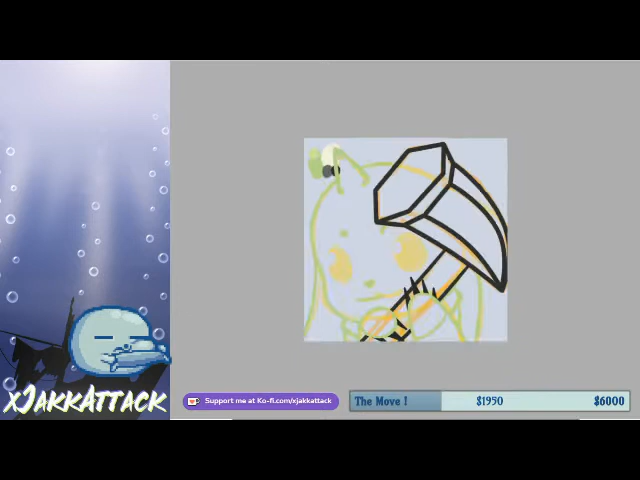 xJakkAttack
Support me at Ko-fi.com/xjakkattack
The Move ! $1950 $6000